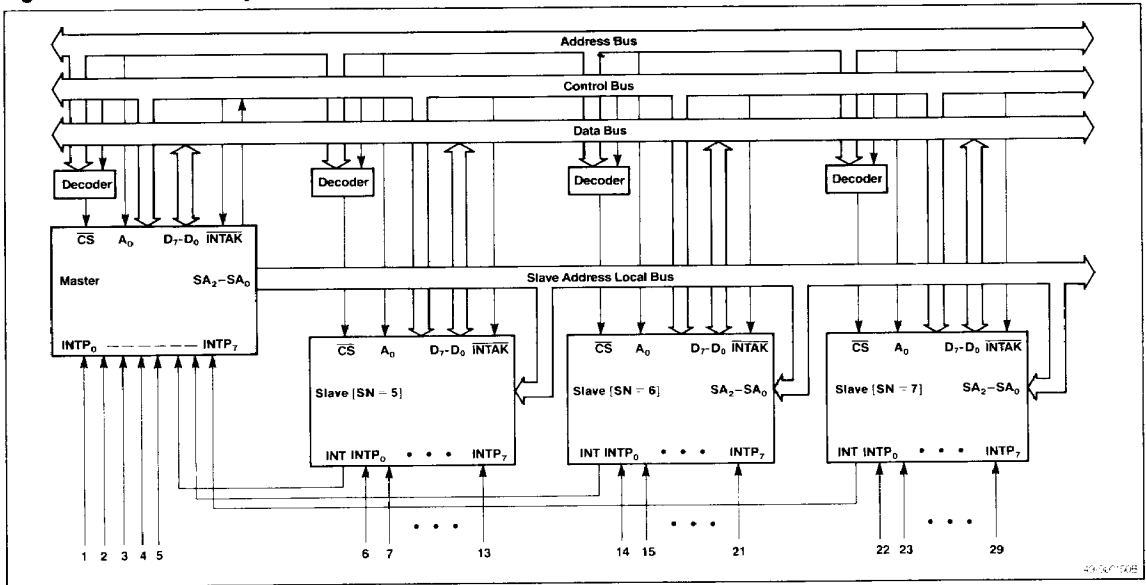 Address Bus
Control Bus
Data Bus
Decoder
Decoder
Decoder
Decoder
CS A0 D7-D0 INTAK
Master SA2-SA0
Slave Address Local Bus
INTP0 INTP7
CS A0 D7-D0 INTAK
CS A0 D7-D0 INTAK
CS A0 D7-D0 INTAK
Slave [SN = 5]
Slave [SN = 6] SA2-SA0
Slave [SN = 7] SA2-SA0
INT INTP0 • • • INTP7
INT INTP0 • • • INTP7
INT INTP0 • • • INTP7
1 2 3 4 5 6 7 • • • 13 14 15 • • • 21 22 23 • • • 29